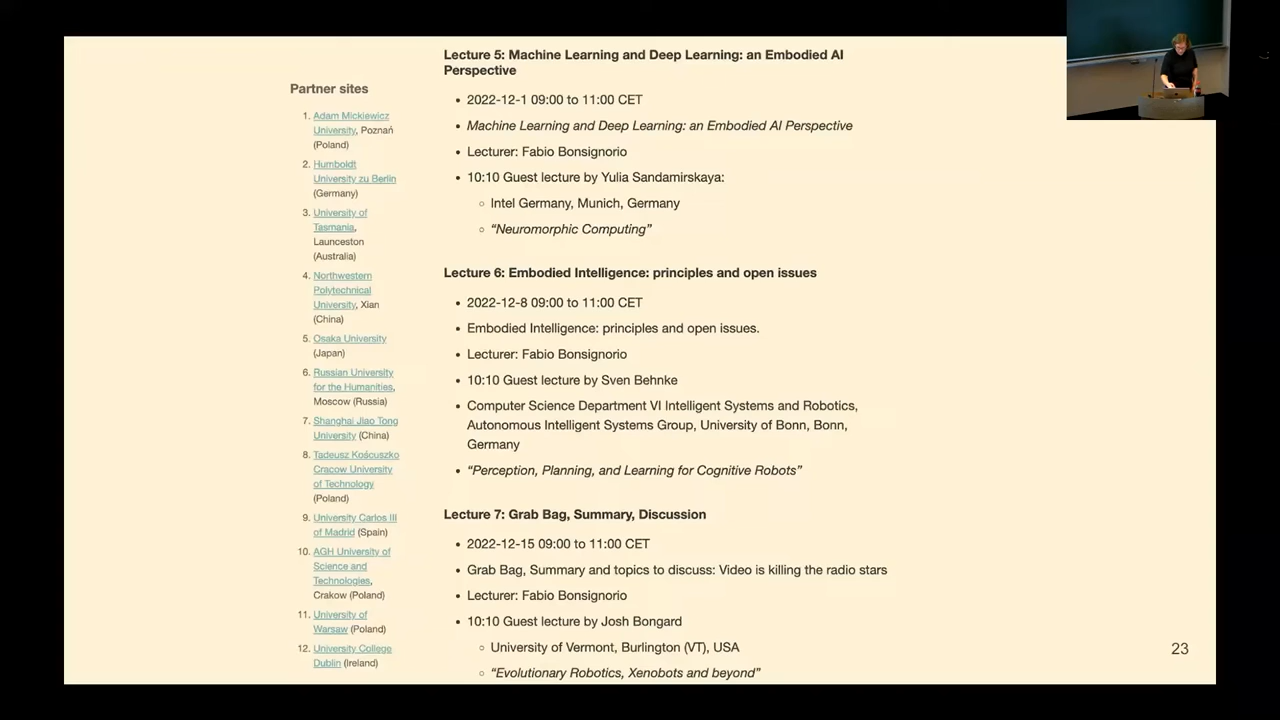 Partner sites
1. Adam Mickiewicz
University, Poznań
(Poland)
2. Humboldt
University zu Berlin
(Germany)
3. University of
Tasmania,
Launceston
(Australia)
4. Northwestern
Polytechnical
University, Xian
(China)
5. Osaka University
(Japan)
6. Russian University
for the Humanities,
Moscow (Russia)
7. Shanghai Jiao Tong
University (China)
8. Tadeusz Kościuszko
Cracow University
of Technology
(Poland)
9. University Carlos III
of Madrid (Spain)
10. AGH University of
Science and
Technologies,
Crakow (Poland)
11. University of
Warsaw (Poland)
12. University College
Dublin (Ireland)
Lecture 5: Machine Learning and Deep Learning: an Embodied AI
Perspective
• 2022-12-1 09:00 to 11:00 CET
• Machine Learning and Deep Learning: an Embodied AI Perspective
• Lecturer: Fabio Bonsignorio
• 10:10 Guest lecture by Yulia Sandamirskaya:
◦ Intel Germany, Munich, Germany
◦ “Neuromorphic Computing”
Lecture 6: Embodied Intelligence: principles and open issues
• 2022-12-8 09:00 to 11:00 CET
• Embodied Intelligence: principles and open issues.
• Lecturer: Fabio Bonsignorio
• 10:10 Guest lecture by Sven Behnke
• Computer Science Department VI Intelligent Systems and Robotics,
Autonomous Intelligent Systems Group, University of Bonn, Bonn,
Germany
• “Perception, Planning, and Learning for Cognitive Robots”
Lecture 7: Grab Bag, Summary, Discussion
• 2022-12-15 09:00 to 11:00 CET
• Grab Bag, Summary and topics to discuss: Video is killing the radio stars
• Lecturer: Fabio Bonsignorio
• 10:10 Guest lecture by Josh Bongard
◦ University of Vermont, Burlington (VT), USA
◦ “Evolutionary Robotics, Xenobots and beyond”
23